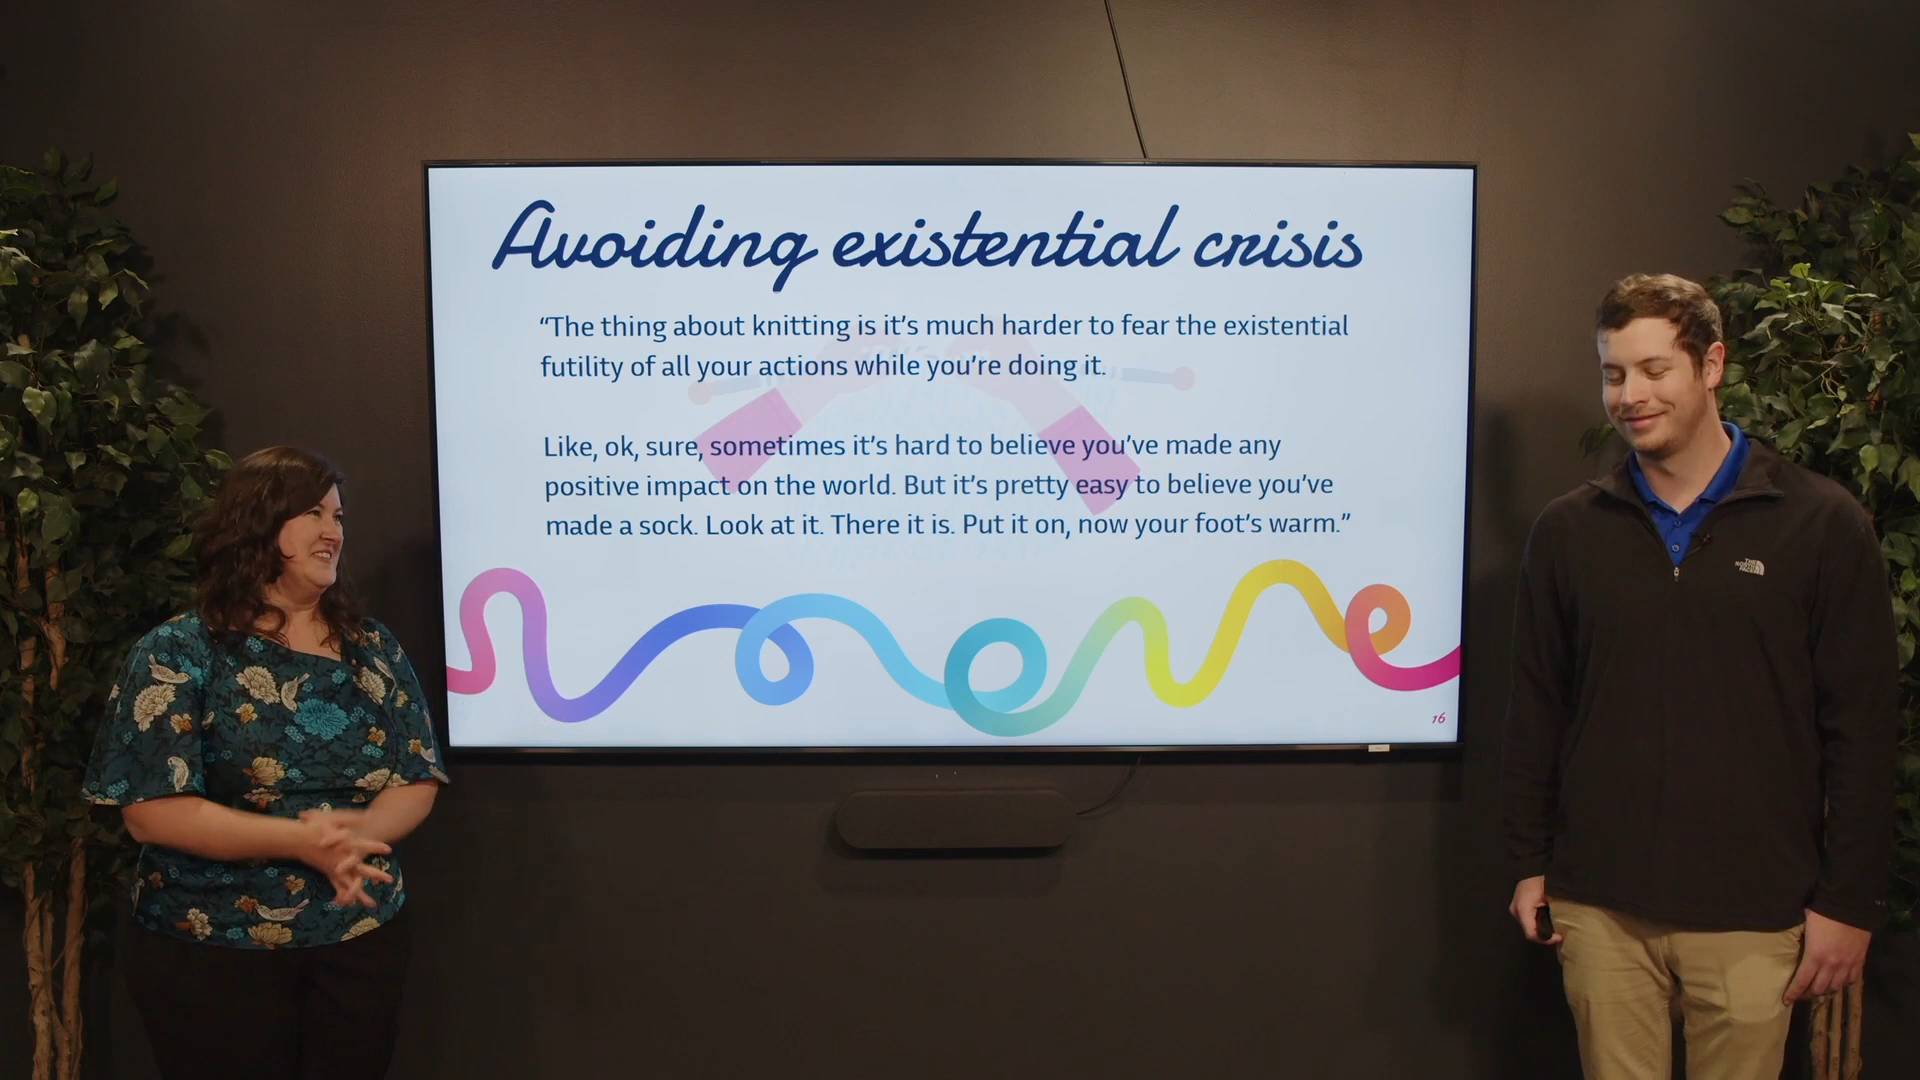 Avoiding existential crisis
“The thing about knitting is it’s much harder to fear the existential
futility of all your actions while you’re doing it.
Like, ok, sure, sometimes it’s hard to believe you’ve made any
positive impact on the world. But it’s pretty easy to believe you’ve
made a sock. Look at it. There it is. Put it on, now your foot’s warm.”
16
THE
NORTH
FACE